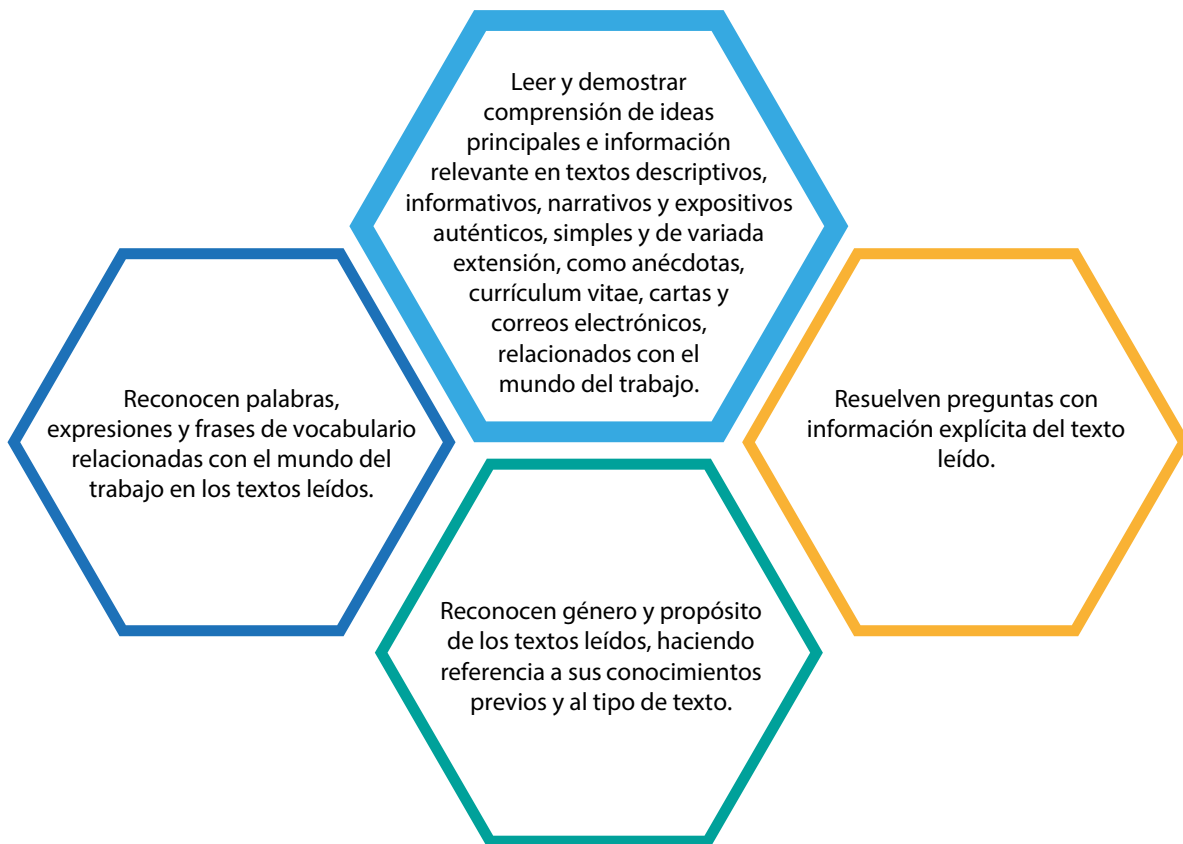 Leer y demostrar
comprensión de ideas
principales e información
relevante en textos descriptivos,
informativos, narrativos y expositivos
auténticos, simples y de variada
extensión, como anécdotas,
currículum vitae, cartas y
correos electrónicos,
relacionados con el
mundo del trabajo.
Reconocen palabras,
expresiones y frases de vocabulario
relacionadas con el mundo del
trabajo en los textos leídos.
Resuelven preguntas con
información explícita del texto
leído.
Reconocen género y propósito
de los textos leídos, haciendo
referencia a sus conocimientos
previos y al tipo de texto.